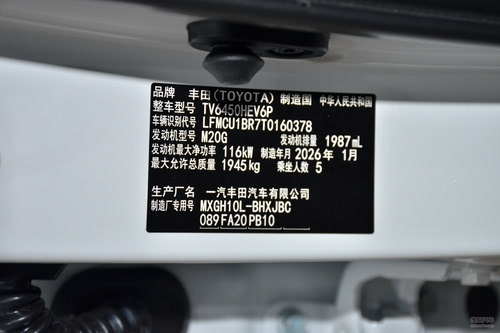 品牌 丰田(TOYOTA) 制造国 中华人民共和国
整车型号 TV6450HEV6P
车辆识别代号 LFMCU1BR7T0160378
发动机型号 M20G 发动机排量 1987mL
发动机最大净功率 116kW 制造年月 2026年 1月
最大允许总质量 1945kg 乘坐人数 5
生产厂名 一汽丰田汽车有限公司
制造厂专用号 MXGH10L-BHXJBC
089FA20PB10